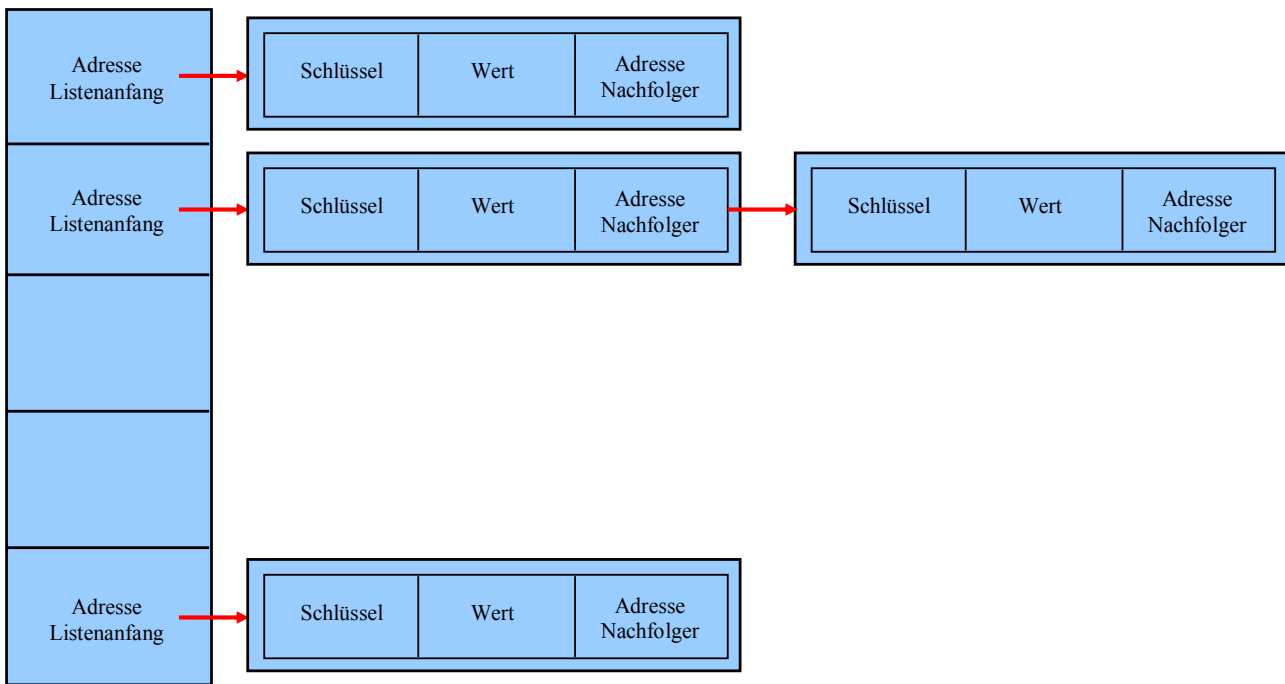 Adresse
Listenanfang
Schlüssel
Wert
Adresse
Nachfolger
Adresse
Listenanfang
Schlüssel
Wert
Adresse
Nachfolger
Schlüssel
Wert
Adresse
Nachfolger
Adresse
Listenanfang
Schlüssel
Wert
Adresse
Nachfolger